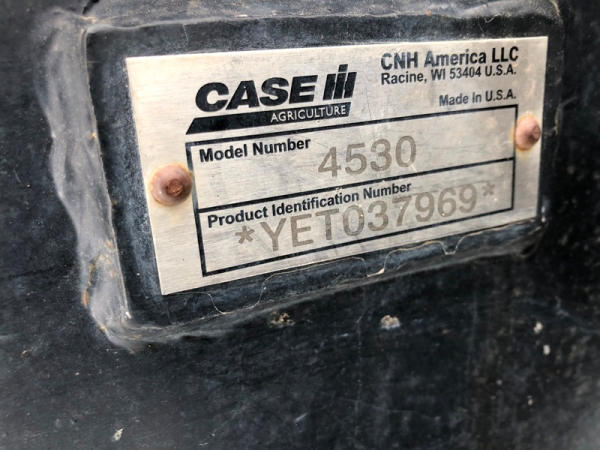 CASE IH
AGRICULTURE
CNH America LLC
Racine, WI 53404 U.S.A.
Made in U.S.A.
Model Number
4530
Product Identification Number
*YET037969*